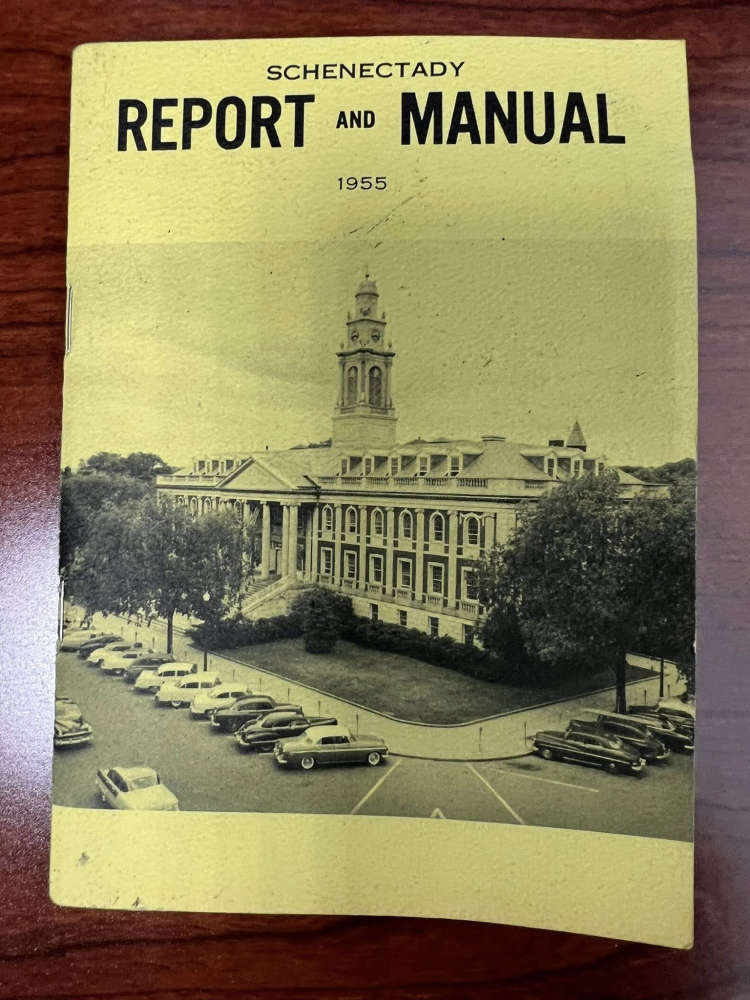 SCHENECTADY
REPORT AND MANUAL
1955